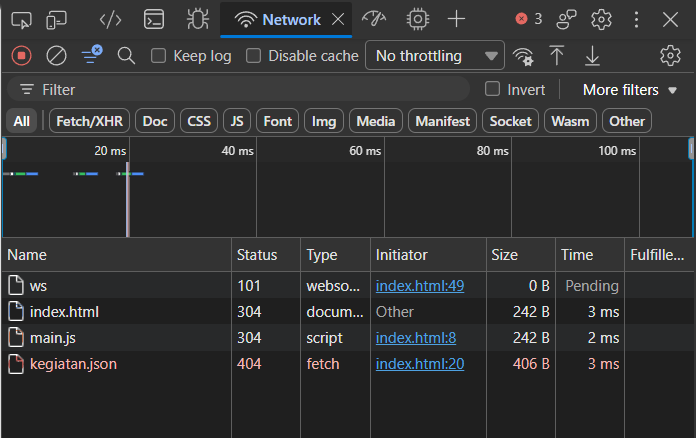 Network 3
Keep log Disable cache No throttling
Filter Invert More filters
All Fetch/XHR Doc CSS JS Font Img Media Manifest Socket Wasm Other
20 ms 40 ms 60 ms 80 ms 100 ms
Name Status Type Initiator Size Time Fulfille...
ws 101 webso... index.html:49 0 B Pending
index.html 304 docum... Other 242 B 3 ms
main.js 304 script index.html:8 242 B 2 ms
kegiatan.json 404 fetch index.html:20 406 B 3 ms